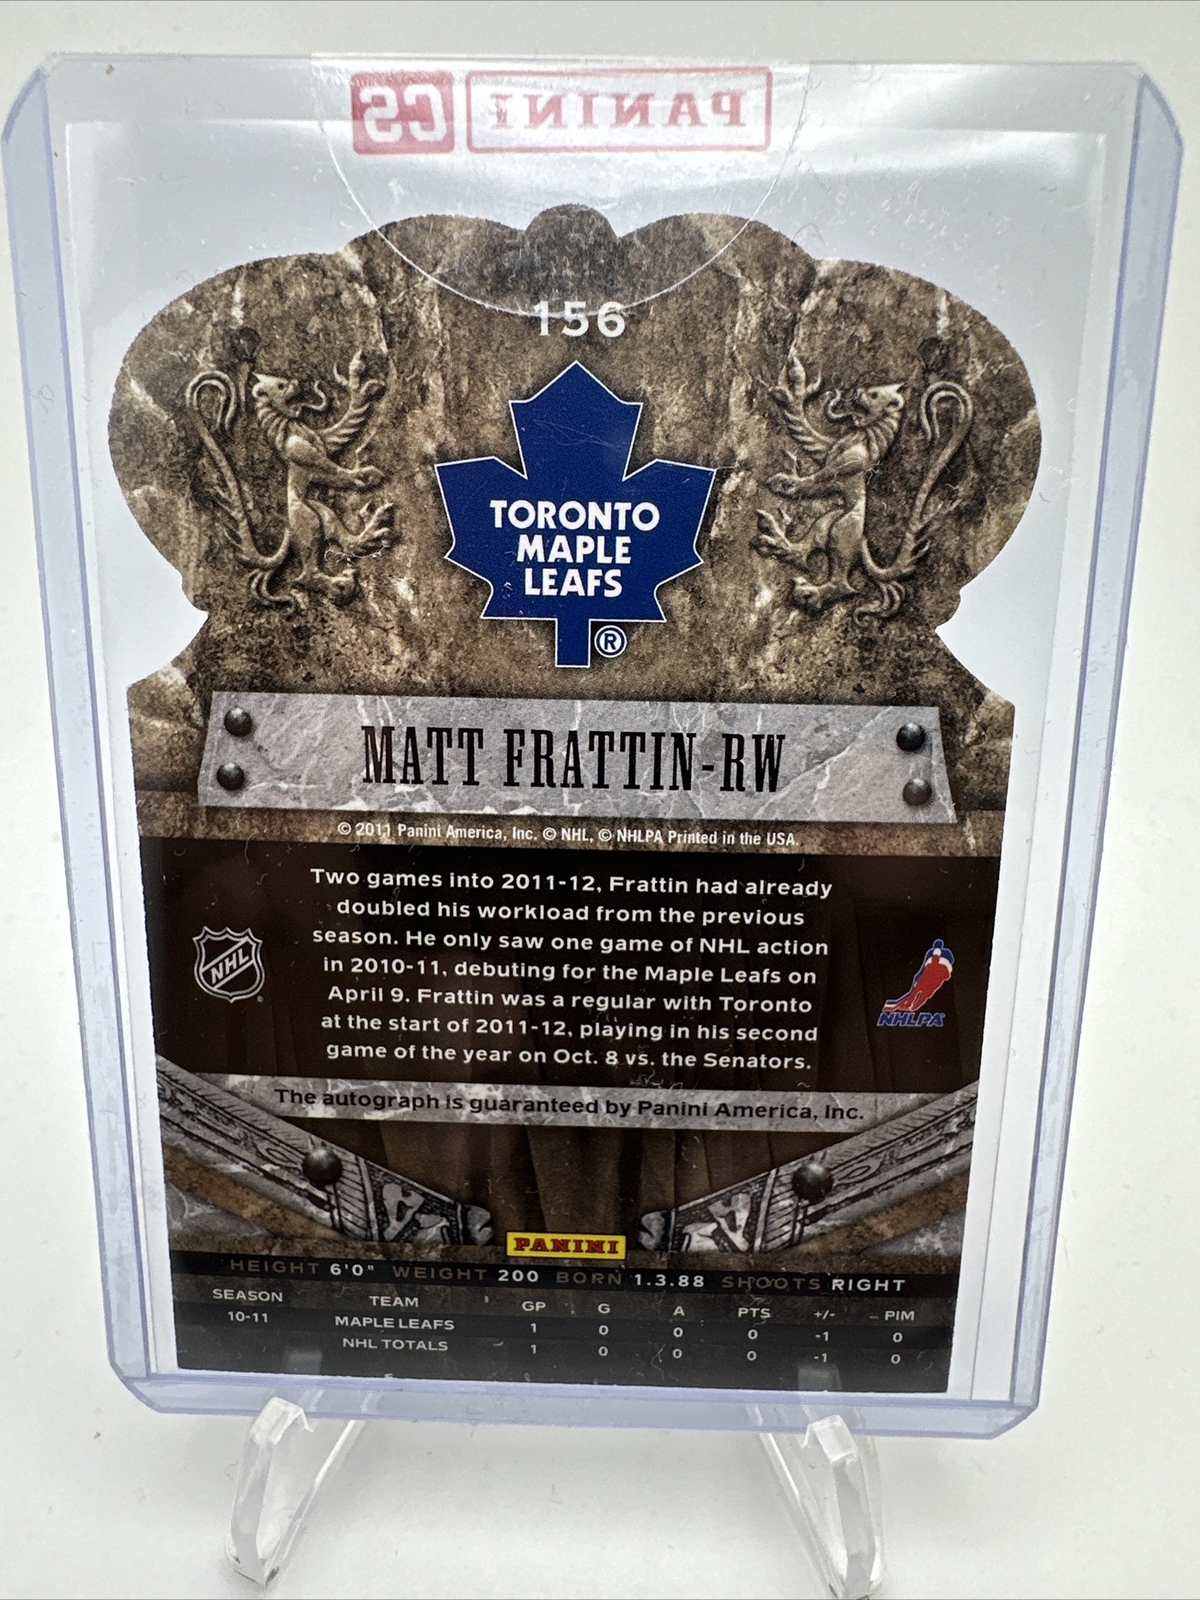 PANINI CS
156
TORONTO
MAPLE
LEAFS
®
MATT FRATTIN-RW
© 2011 Panini America, Inc. © NHL, © NHLPA Printed in the USA.
Two games into 2011-12, Frattin had already
doubled his workload from the previous
season. He only saw one game of NHL action
in 2010-11, debuting for the Maple Leafs on
April 9. Frattin was a regular with Toronto
at the start of 2011-12, playing in his second
game of the year on Oct. 8 vs. the Senators.
NHL
NHLPA
The autograph is guaranteed by Panini America, Inc.
PANINI
HEIGHT 6'0" WEIGHT 200 BORN 1.3.88 SHOOTS RIGHT
SEASON TEAM GP G A PTS +/- PIM
10-11 MAPLE LEAFS 1 0 0 0 -1 0
NHL TOTALS 1 0 0 0 -1 0